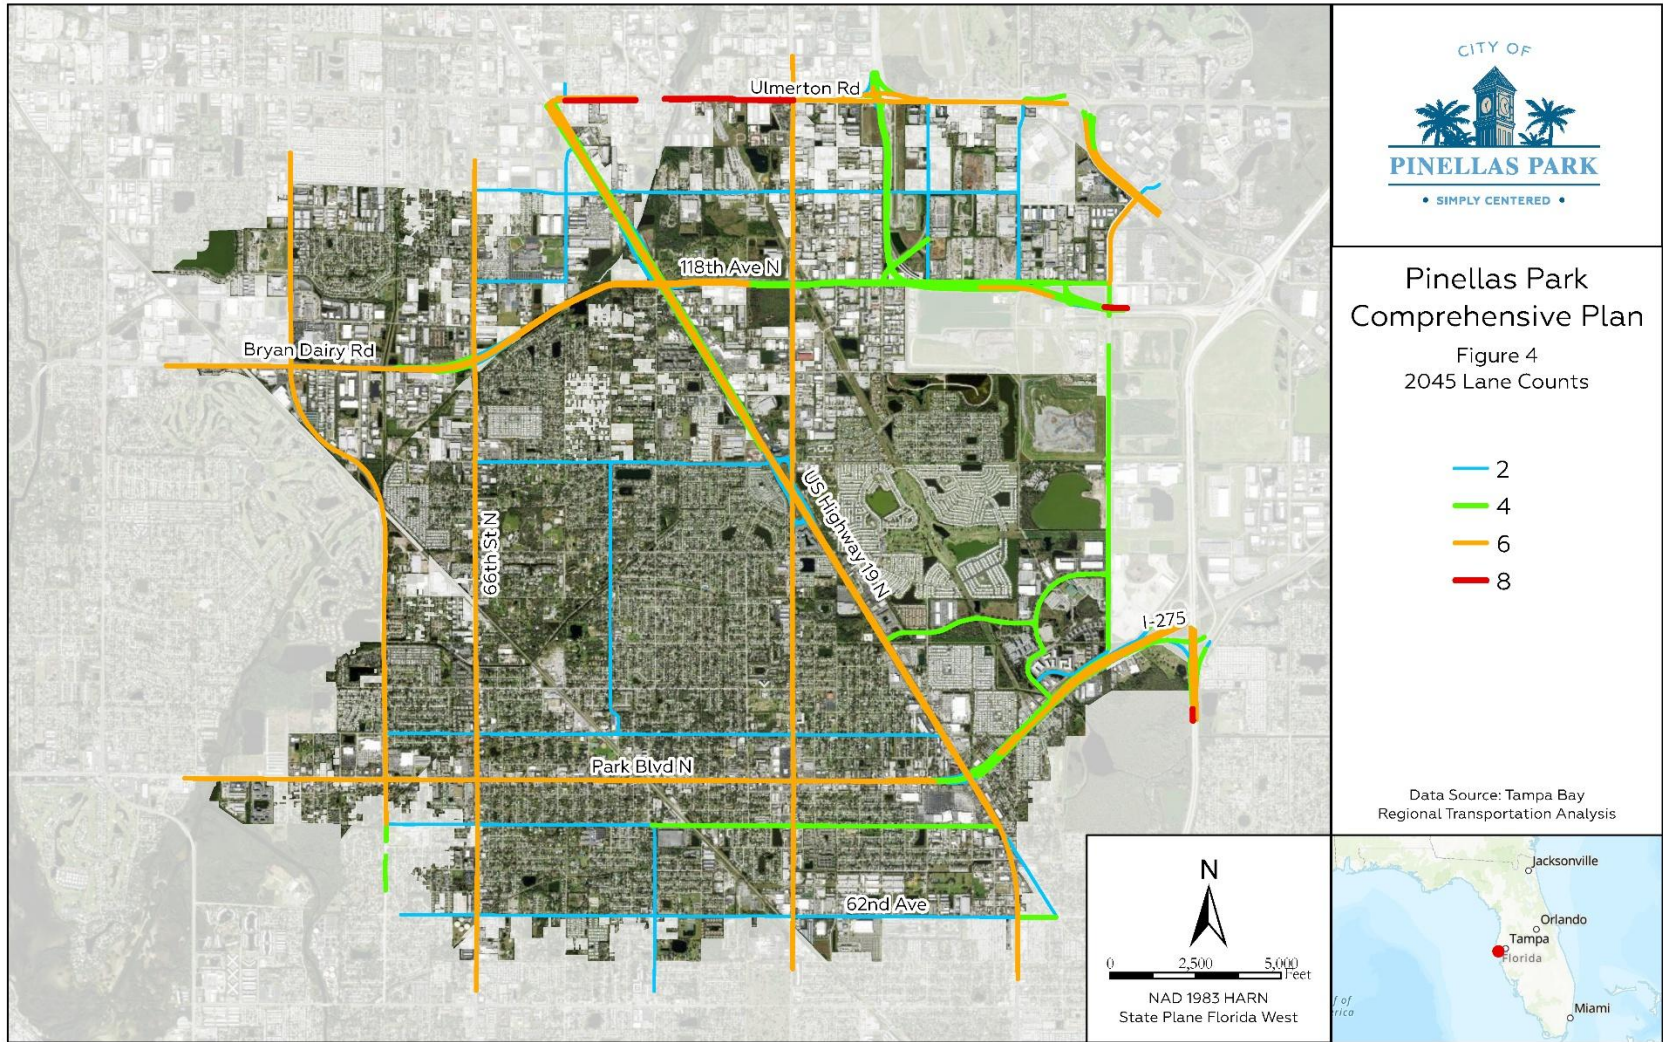 Ulmerton Rd
118th Ave N
Bryan Dairy Rd
66th St N
US Highway 19 N
I-275
Park Blvd N
62nd Ave
N
0 2,500 5,000
Feet
NAD 1983 HARN
State Plane Florida West
CITY OF
PINELLAS PARK
• SIMPLY CENTERED •
Pinellas Park
Comprehensive Plan
Figure 4
2045 Lane Counts
2
4
6
8
Data Source: Tampa Bay
Regional Transportation Analysis
Jacksonville
Orlando
Tampa
Florida
Miami
f of
erica